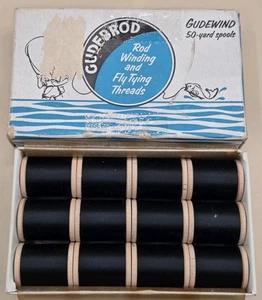 GUDEBROD
Rod
Winding
and
Fly Tying
Threads
GUDEWIND
50-yard spools